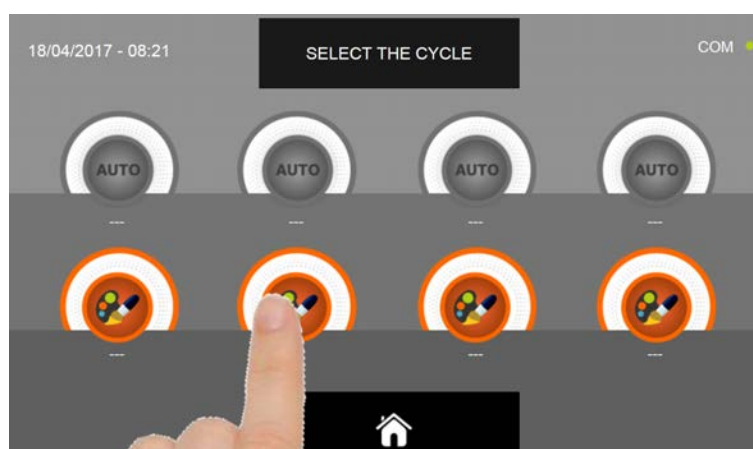 18/04/2017 - 08:21
SELECT THE CYCLE
COM
AUTO AUTO AUTO AUTO
--- --- --- ---
--- --- ---